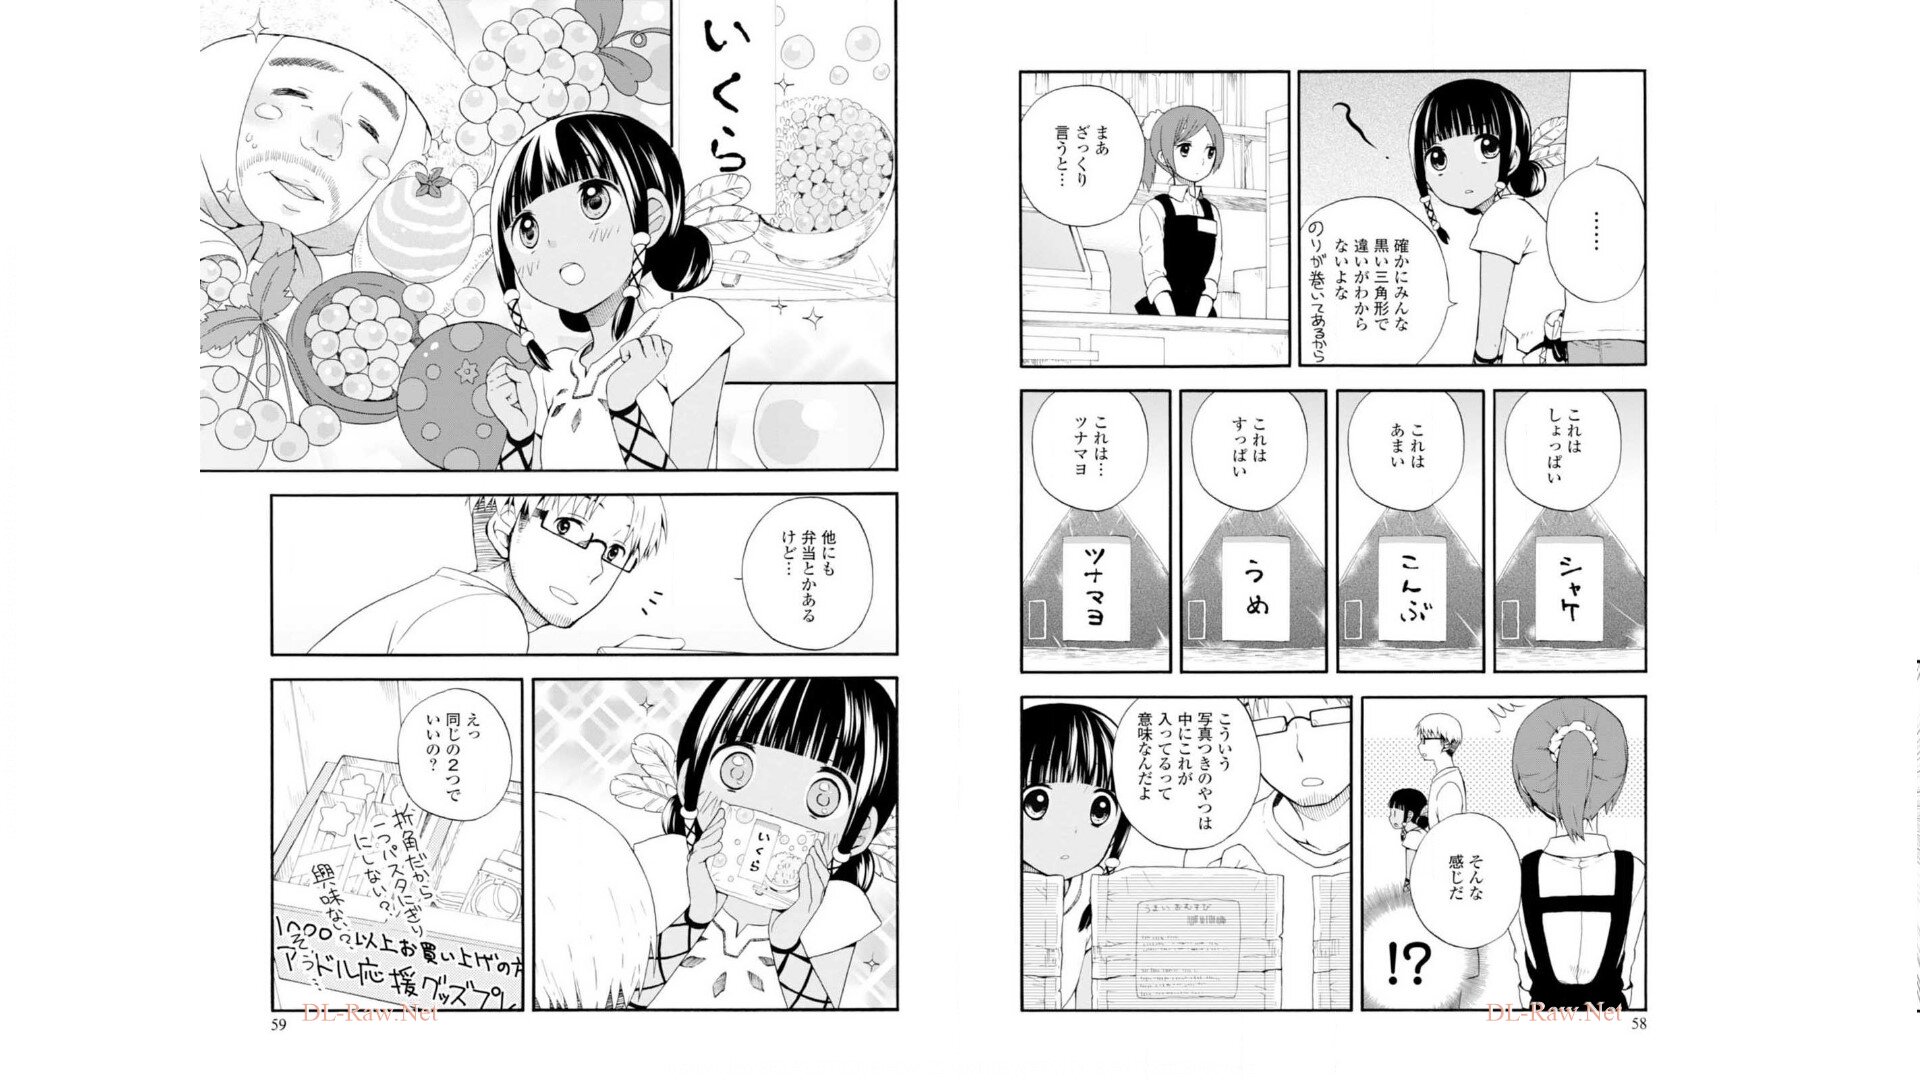 ……
確かにみんな
黒い三角形で
違いがわから
ないよな
のりが巻いてあるから
まあ
ざっくり
言うと…
これは
しょっぱい
シャケ
これは
あまい
こんぶ
これは
すっぱい
うめ
これは…
ツナマヨ
ツナマヨ
そんな
感じだ
!?
こういう
写真つきのやつは
中にこれが
入ってるって
意味なんだよ
うまいおむすび
58
いくら
他にも
弁当とかある
けど…
いくら
えっ
同じの2つで
いいの?
折角だから
一つパスタにぎり
にしない?
興味ない?
そ
う…
1000円以上お買い上げの方
アイドル応援グッズプレ
59
DL-Raw.Net
DL-Raw.Net